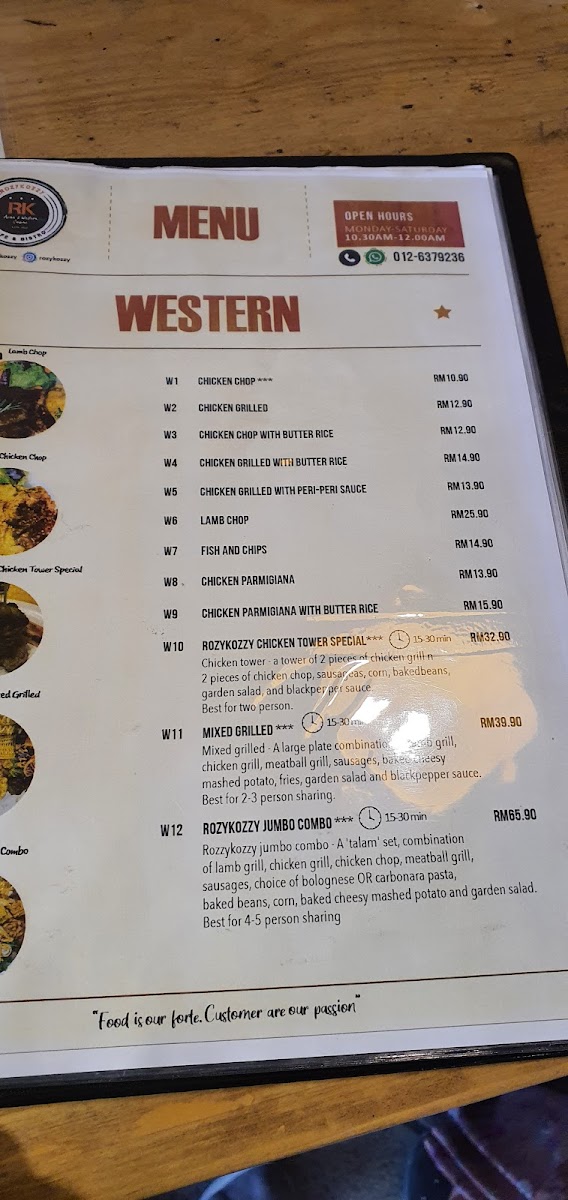 ROZYKOZZY
RK
MENU
OPEN HOURS
MONDAY-SATURDAY
10.30AM-12.00AM
rozykozzy
012-6379236
WESTERN
Lamb Chop
Chicken Chop
Chicken Tower Special
Grilled
Combo
W1 CHICKEN CHOP *** RM10.90
W2 CHICKEN GRILLED RM12.90
W3 CHICKEN CHOP WITH BUTTER RICE RM12.90
W4 CHICKEN GRILLED WITH BUTTER RICE RM14.90
W5 CHICKEN GRILLED WITH PERI-PERI SAUCE RM13.90
W6 LAMB CHOP RM25.90
W7 FISH AND CHIPS RM14.90
W8 CHICKEN PARMIGIANA RM13.90
W9 CHICKEN PARMIGIANA WITH BUTTER RICE RM15.90
W10 ROZYKOZZY CHICKEN TOWER SPECIAL*** 15-30 min RM32.90
Chicken tower - a tower of 2 pieces of chicken grill n
2 pieces of chicken chop, sausageas, corn, bakedbeans,
garden salad, and blackpepper sauce.
Best for two person.
W11 MIXED GRILLED *** 15-30 RM39.90
Mixed grilled - A large plate combination grill,
chicken grill, meatball grill, sausages, baked cheesy
mashed potato, fries, garden salad and blackpepper sauce.
Best for 2-3 person sharing.
W12 ROZYKOZZY JUMBO COMBO *** 15-30 min RM65.90
Rozzykozzy jumbo combo - A 'talam' set, combination
of lamb grill, chicken grill, chicken chop, meatball grill,
sausages, choice of bolognese OR carbonara pasta,
baked beans, corn, baked cheesy mashed potato and garden salad.
Best for 4-5 person sharing
"Food is our forte. Customer are our passion"